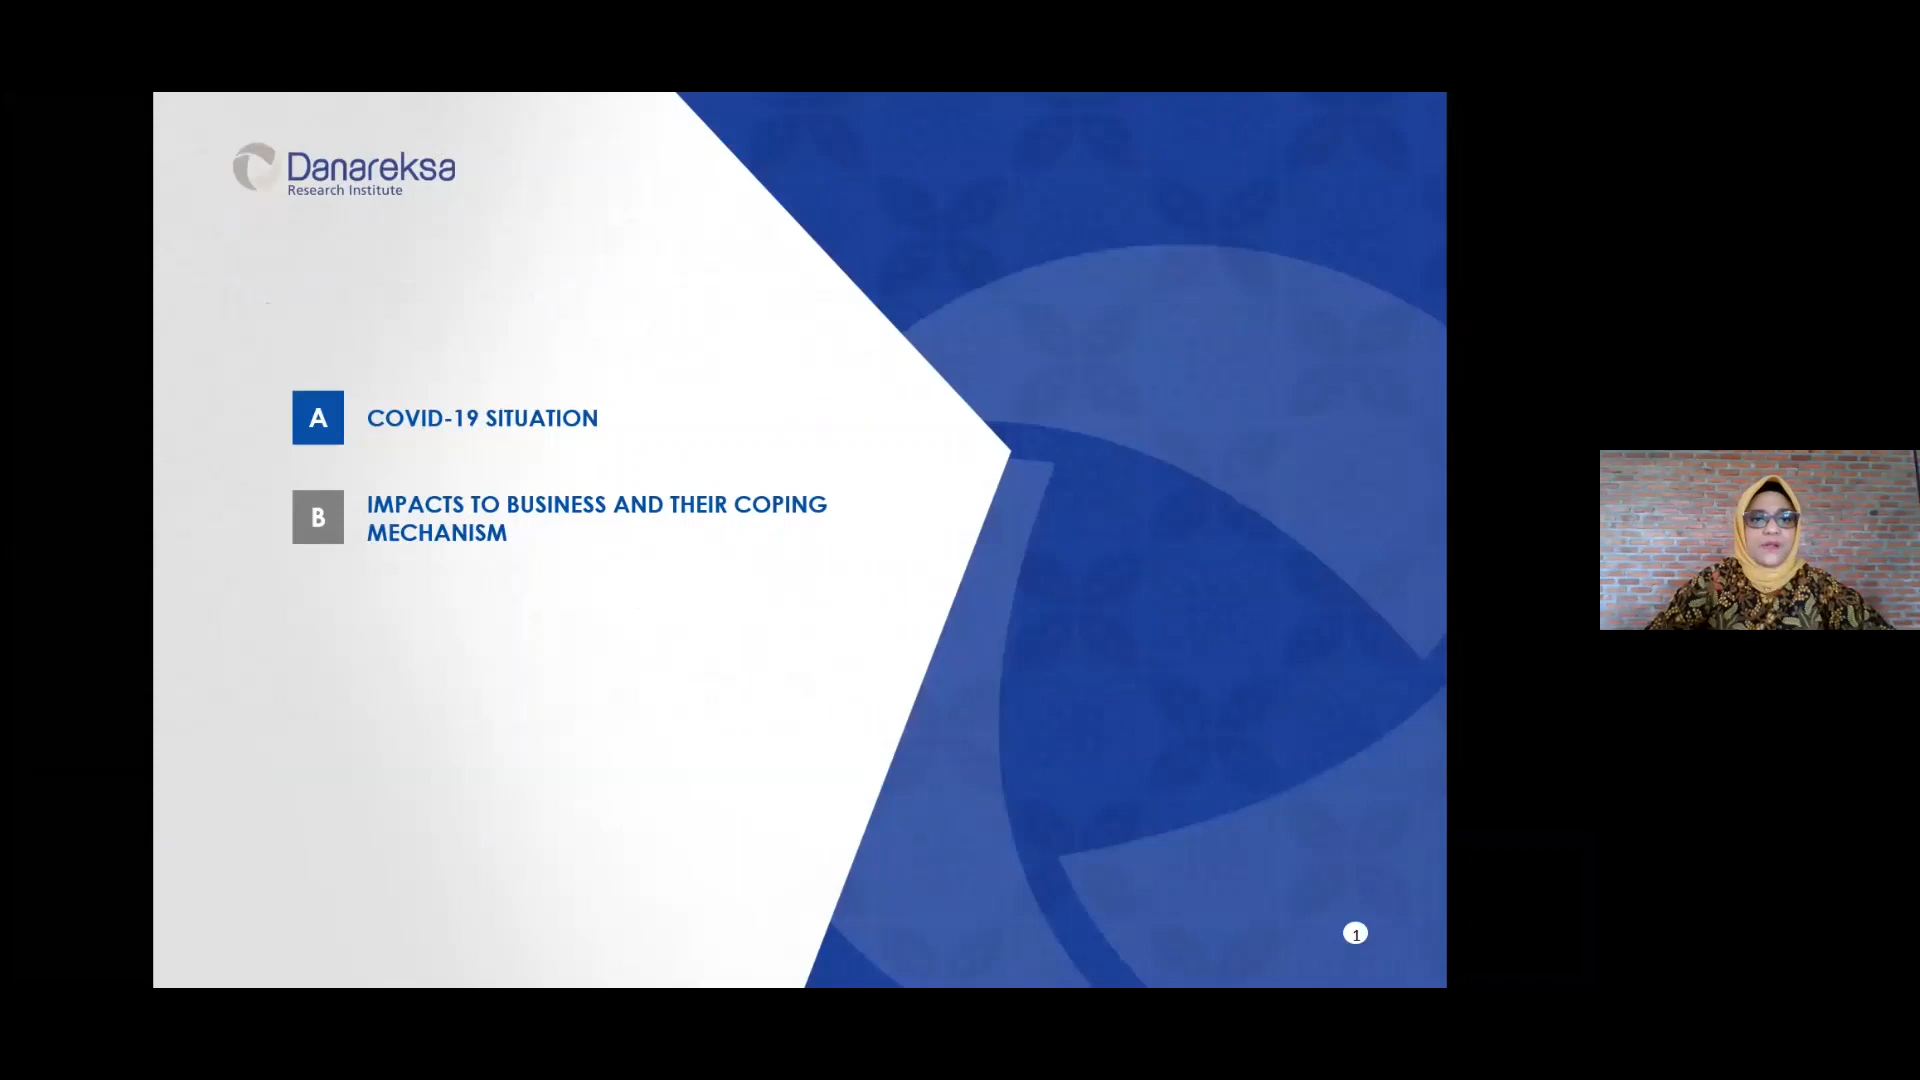 Danareksa
Research Institute
A COVID-19 SITUATION
B IMPACTS TO BUSINESS AND THEIR COPING
MECHANISM
1